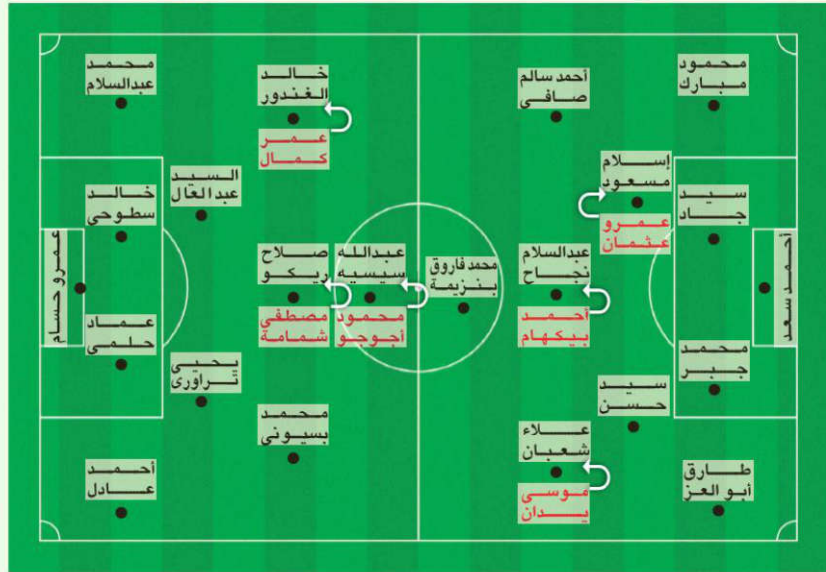 محمد
عبدالسلام
خالد
الغندور
عمر
كمال
السيد
عبدالعال
خالد
سطوحي
عمرو حسام
عماد
حلمي
يحيى
تراورى
أحمد
عادل
محمد
بسيوني
صلاح
ريكو
مصطفى
شمامة
عبدالله
سيسيه
محمود
أجوجو
محمد فاروق
بنزيمة
أحمد سالم
صافي
محمود
مبارك
إسلام
مسعود
عمرو
عثمان
سيد
جاد
عبدالسلام
نجاح
أحمد
بيكهام
أحمد سعد
محمد
جبر
سيد
حسن
علاء
شعبان
موسى
يدان
طارق
أبو العز